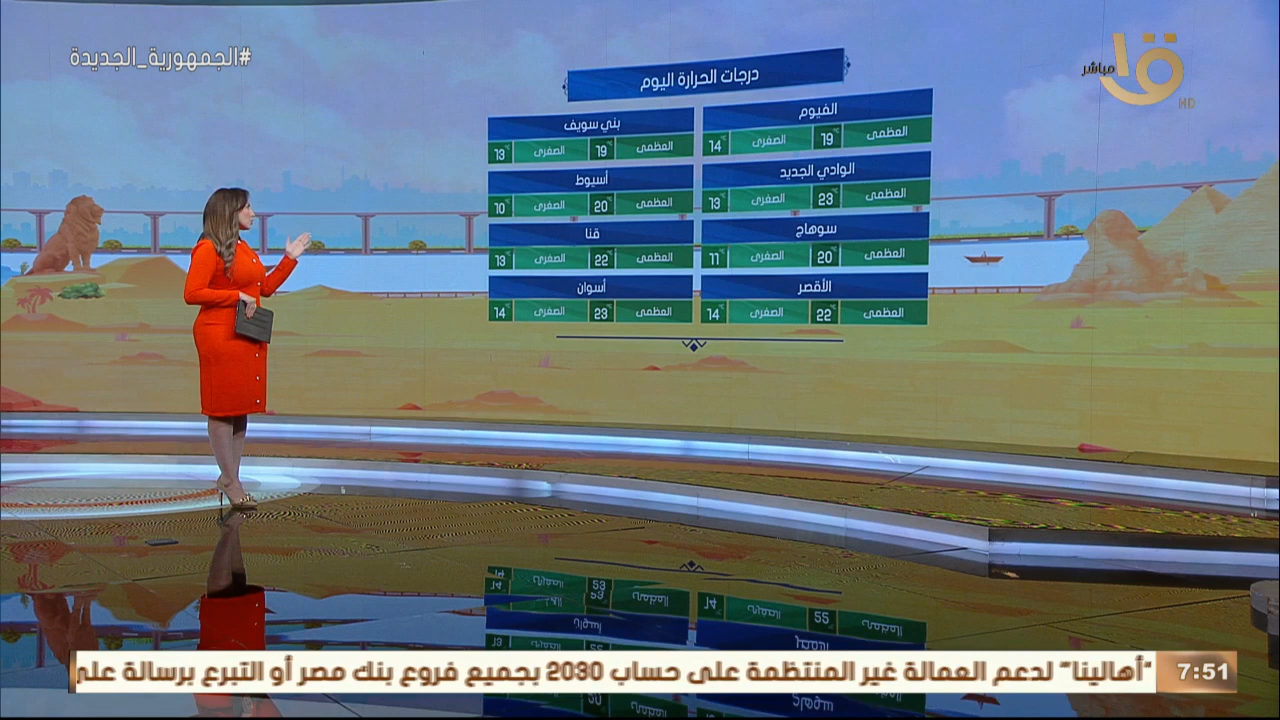 #الجمهورية_الجديدة
مباشر
HD
درجات الحرارة اليوم
الفيوم
العظمى 19 الصغرى 14
بني سويف
العظمى 19 الصغرى 13
الوادي الجديد
العظمى 23 الصغرى 13
أسيوط
العظمى 20 الصغرى 10
سوهاج
العظمى 20 الصغرى 11
قنا
العظمى 22 الصغرى 13
الأقصر
العظمى 22 الصغرى 14
أسوان
العظمى 23 الصغرى 14
7:51
"أهالينا" لدعم العمالة غير المنتظمة على حساب 2030 بجميع فروع بنك مصر أو التبرع برسالة على